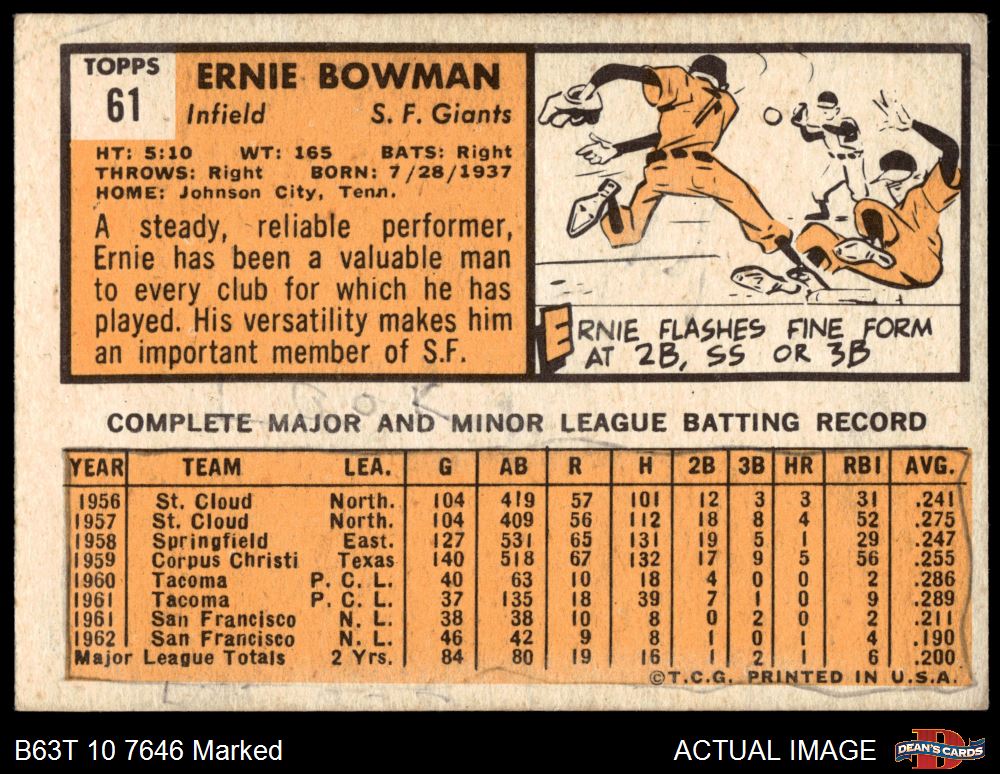 TOPPS
61
ERNIE BOWMAN
Infield S. F. Giants
HT: 5:10 WT: 165 BATS: Right
THROWS: Right BORN: 7/28/1937
HOME: Johnson City, Tenn.
A steady, reliable performer,
Ernie has been a valuable man
to every club for which he has
played. His versatility makes him
an important member of S.F.
ERNIE FLASHES FINE FORM
AT 2B, SS OR 3B
COMPLETE MAJOR AND MINOR LEAGUE BATTING RECORD
YEAR TEAM LEA. G AB R H 2B 3B HR RBI AVG.
1956 St. Cloud North. 104 419 57 101 12 3 3 31 .241
1957 St. Cloud North. 104 409 56 112 18 8 4 52 .275
1958 Springfield East. 127 531 65 131 19 5 1 29 .247
1959 Corpus Christi Texas 140 518 67 132 17 9 5 56 .255
1960 Tacoma P. C. L. 40 63 10 18 4 0 0 2 .286
1961 Tacoma P. C. L. 37 135 18 39 7 1 0 9 .289
1961 San Francisco N. L. 38 38 10 8 0 2 0 2 .211
1962 San Francisco N. L. 46 42 9 8 1 0 1 4 .190
Major League Totals 2 Yrs. 84 80 19 16 1 2 1 6 .200
©T.C.G. PRINTED IN U.S.A.
B63T 10 7646 Marked ACTUAL IMAGE DEAN'S CARDS